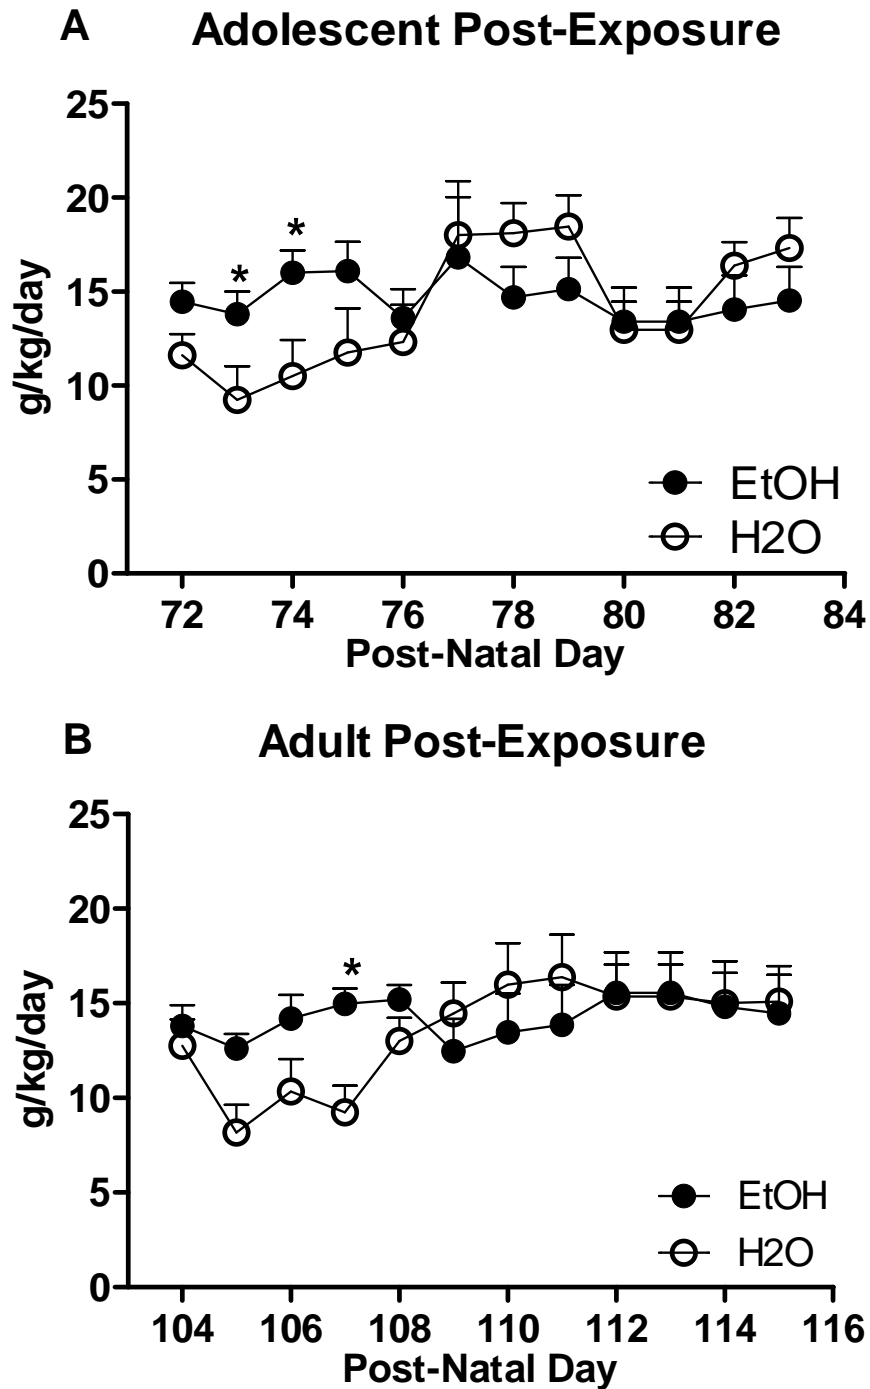 A Adolescent Post-Exposure
25
20
15
10
5
0
g/kg/day
* *
EtOH
H2O
72 74 76 78 80 82 84
Post-Natal Day
B Adult Post-Exposure
25
20
15
10
5
0
g/kg/day
*
EtOH
H2O
104 106 108 110 112 114 116
Post-Natal Day